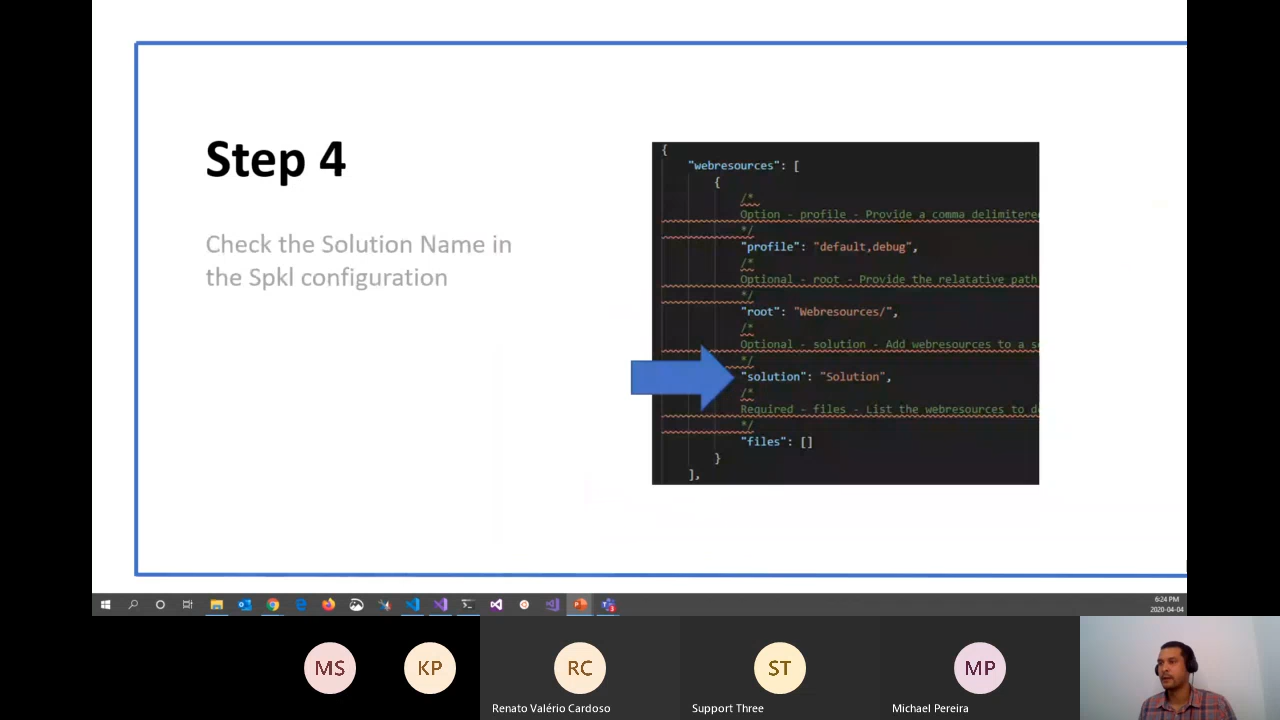 Step 4
Check the Solution Name in
the Spkl configuration
{
"webresources": [
{
/*
Option - profile - Provide a comma delimitere
*/
"profile": "default,debug",
/*
Optional - root - Provide the relatative path
*/
"root": "Webresources/",
/*
Optional - solution - Add webresources to a s
*/
"solution": "Solution",
/*
Required - files - List the webresources to d
*/
"files": []
}
],
6:24 PM
2020-04-04
MS
KP
RC
ST
MP
Renato Valério Cardoso
Support Three
Michael Pereira